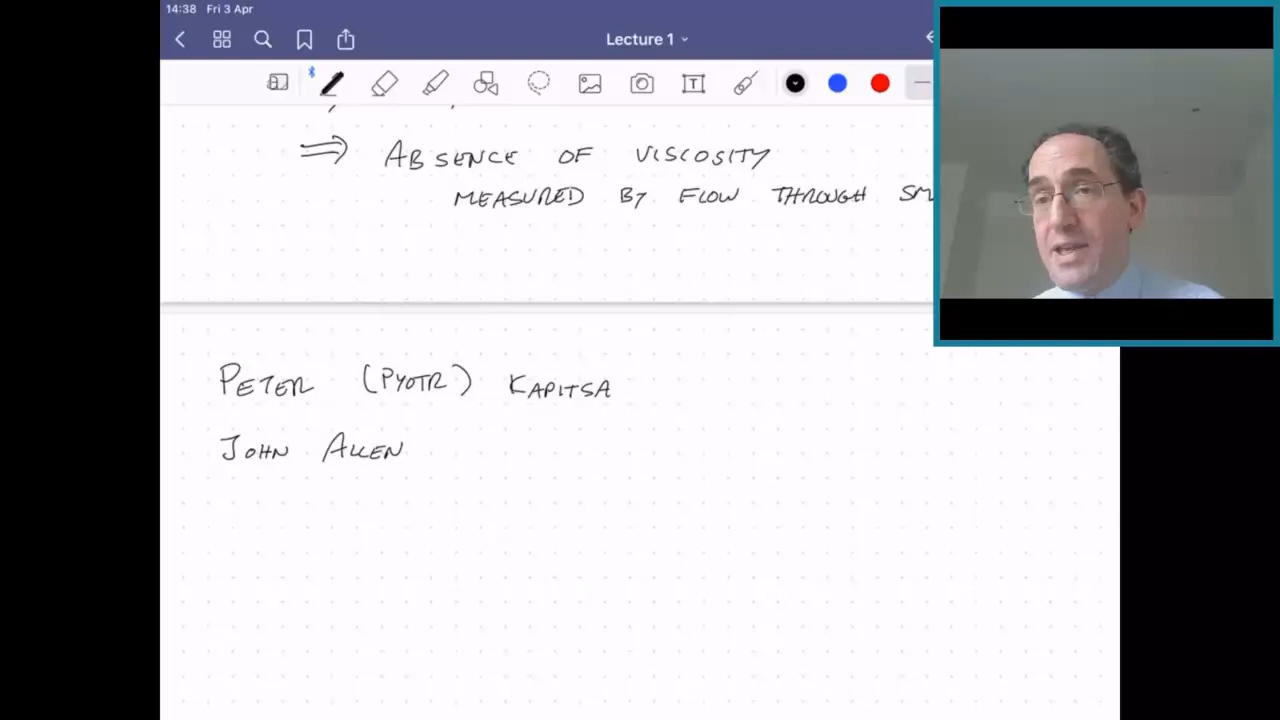 14:38 Fri 3 Apr
Lecture 1
T
⇒ ABSENCE OF VISCOSITY
MEASURED BY FLOW THROUGH SM
PETER (PYOTR) KAPITSA
JOHN ALLEN